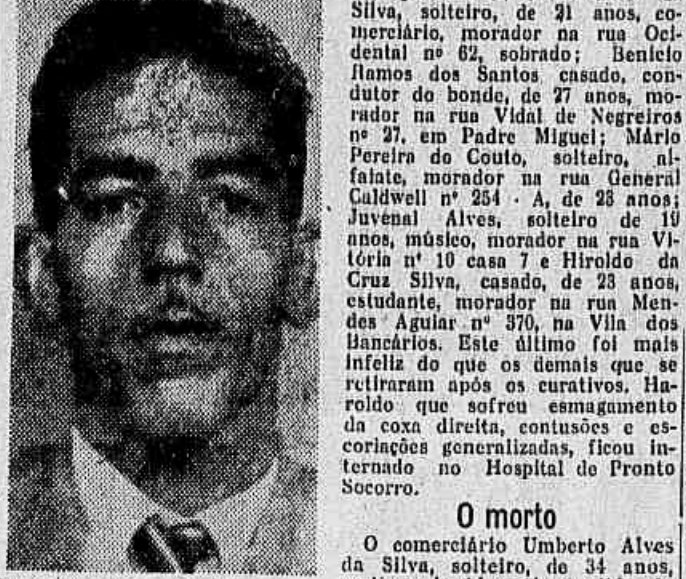 Silva, solteiro, de 21 anos, co-
merciário, morador na rua Oci-
dental nº 62, sobrado; Benicio
Ramos dos Santos casado, con-
dutor do bonde, de 27 anos, mo-
rador na rua Vidal de Negreiros
nº 27, em Padre Miguel; Mário
Pereira do Couto, solteiro, al-
faiate, morador na rua General
Caldwell nº 254 - A, de 23 anos;
Juvenal Alves, solteiro de 19
anos, músico, morador na rua Vi-
tória nº 10 casa 7 e Hiroldo da
Cruz Silva, casado, de 23 anos,
estudante, morador na rua Men-
des Aguiar nº 370, na Vila dos
Bancários. Este último foi mais
infeliz do que os demais que se
retiraram após os curativos. Ha-
roldo que sofreu esmagamento
da coxa direita, contusões e es-
coriações generalizadas, ficou in-
ternado no Hospital de Pronto
Socorro.
O morto
O comerciário Umberto Alves
da Silva, solteiro, de 34 anos,